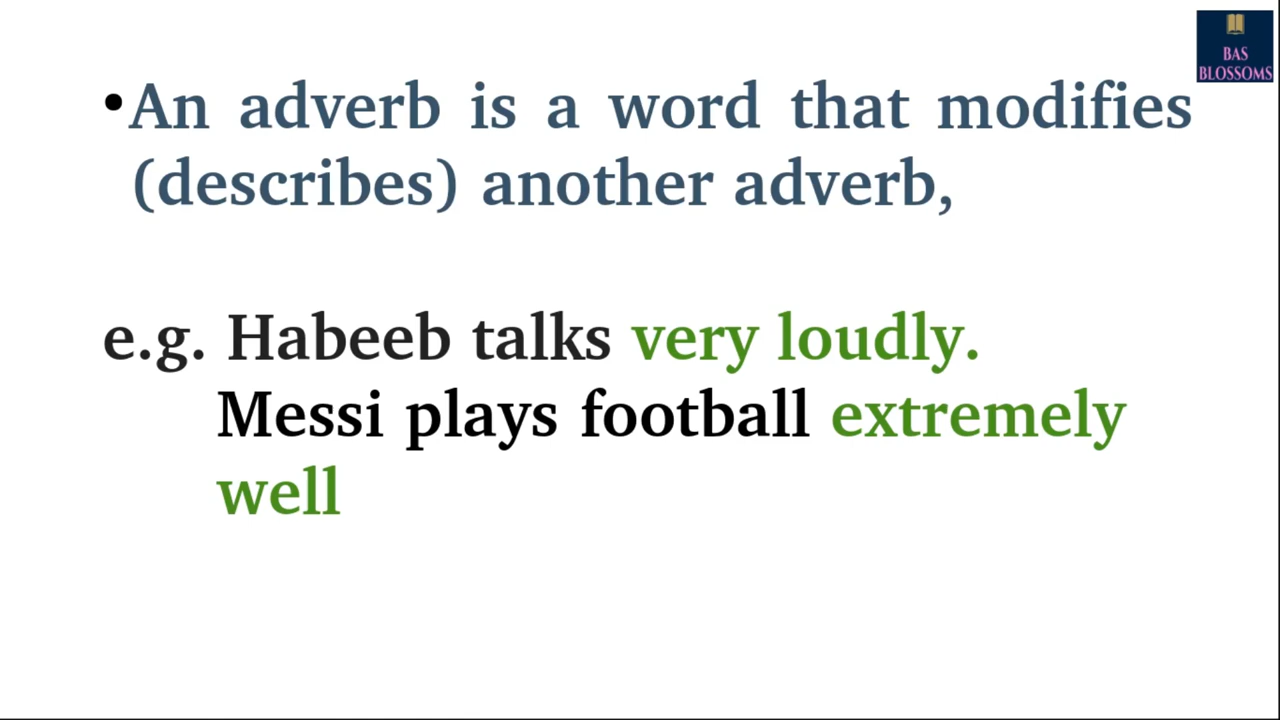 BAS
BLOSSOMS
•An adverb is a word that modifies
(describes) another adverb,
e.g. Habeeb talks very loudly.
Messi plays football extremely
well